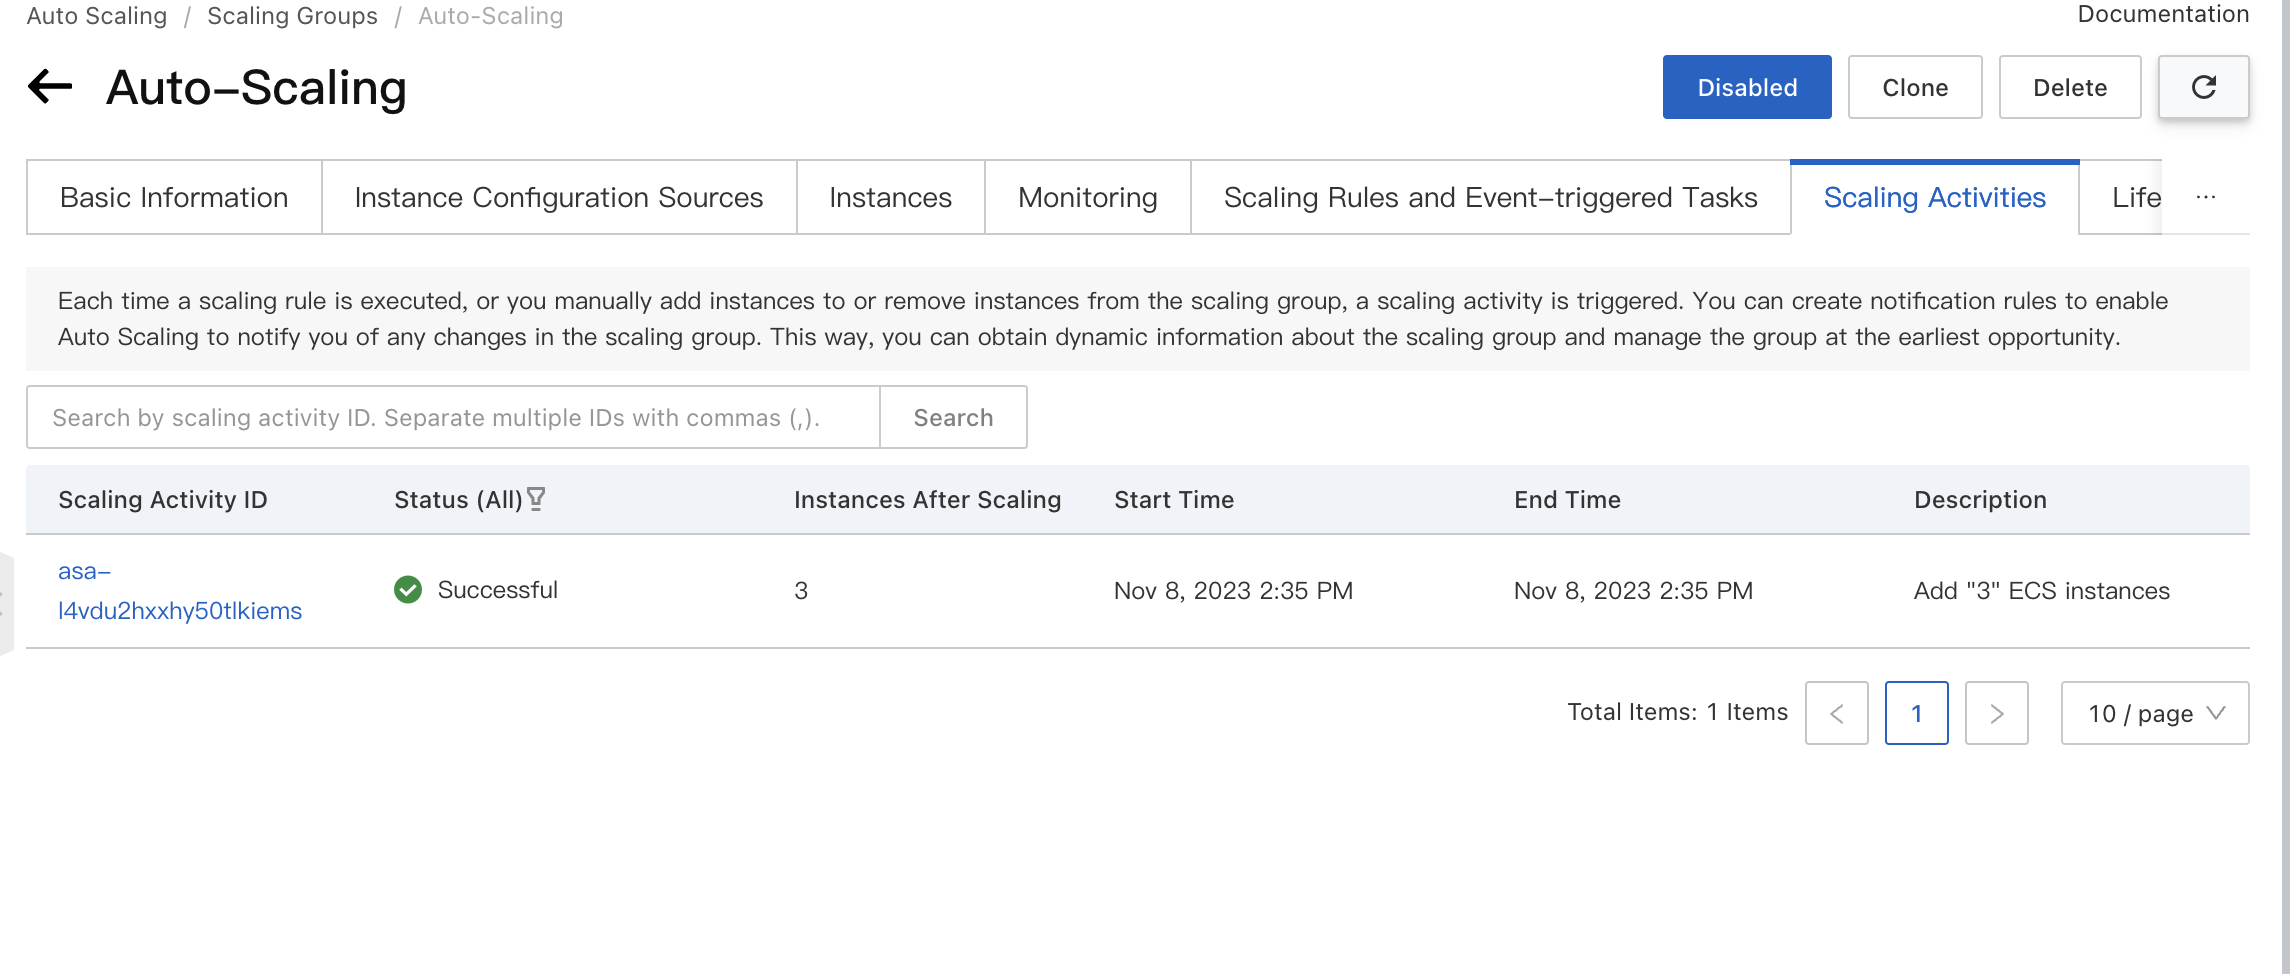 Auto Scaling / Scaling Groups / Auto-Scaling
Documentation
Auto-Scaling
Disabled
Clone
Delete
Basic Information
Instance Configuration Sources
Instances
Monitoring
Scaling Rules and Event-triggered Tasks
Scaling Activities
Life
...
Each time a scaling rule is executed, or you manually add instances to or remove instances from the scaling group, a scaling activity is triggered. You can create notification rules to enable
Auto Scaling to notify you of any changes in the scaling group. This way, you can obtain dynamic information about the scaling group and manage the group at the earliest opportunity.
Search by scaling activity ID. Separate multiple IDs with commas (,).
Search
Scaling Activity ID
Status (All)
Instances After Scaling
Start Time
End Time
Description
asa-
l4vdu2hxxhy50tlkiems
Successful
3
Nov 8, 2023 2:35 PM
Nov 8, 2023 2:35 PM
Add "3" ECS instances
Total Items: 1 Items
<
1
>
10 / page